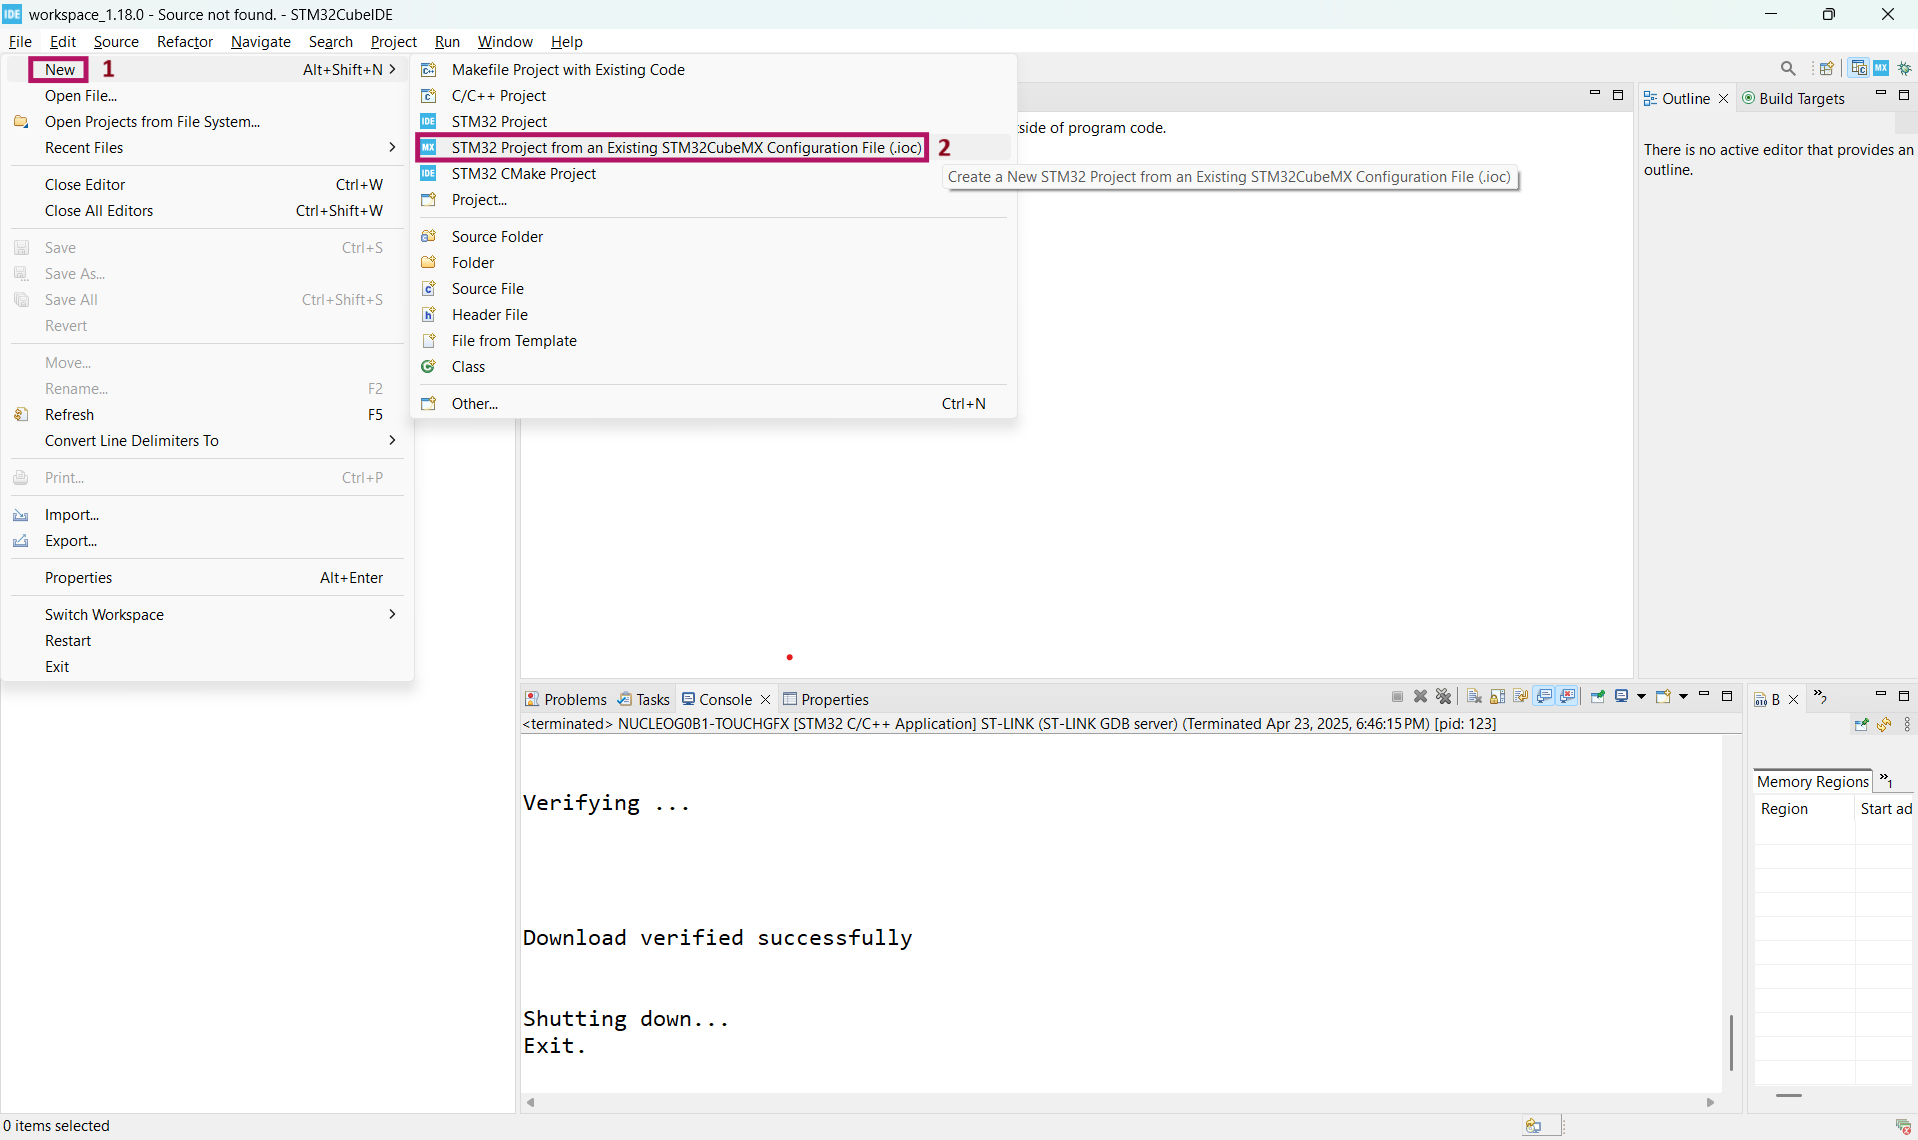 IDE workspace_1.18.0 - Source not found. - STM32CubeIDE
File Edit Source Refactor Navigate Search Project Run Window Help
New 1 Alt+Shift+N
Open File...
Open Projects from File System...
Recent Files
Close Editor Ctrl+W
Close All Editors Ctrl+Shift+W
Save Ctrl+S
Save As...
Save All Ctrl+Shift+S
Revert
Move...
Rename... F2
Refresh F5
Convert Line Delimiters To
Print... Ctrl+P
Import...
Export...
Properties Alt+Enter
Switch Workspace
Restart
Exit
Makefile Project with Existing Code
C/C++ Project
IDE STM32 Project
MX STM32 Project from an Existing STM32CubeMX Configuration File (.ioc) 2
IDE STM32 CMake Project
Project...
Source Folder
Folder
Source File
Header File
File from Template
Class
Other... Ctrl+N
Create a New STM32 Project from an Existing STM32CubeMX Configuration File (.ioc)
side of program code.
MX
Outline Build Targets
There is no active editor that provides an
outline.
Problems Tasks Console Properties
<terminated> NUCLEOG0B1-TOUCHGFX [STM32 C/C++ Application] ST-LINK (ST-LINK GDB server) (Terminated Apr 23, 2025, 6:46:15 PM) [pid: 123]
Verifying ...
Download verified successfully
Shutting down...
Exit.
010 B »2
Memory Regions »1
Region Start ad
0 items selected